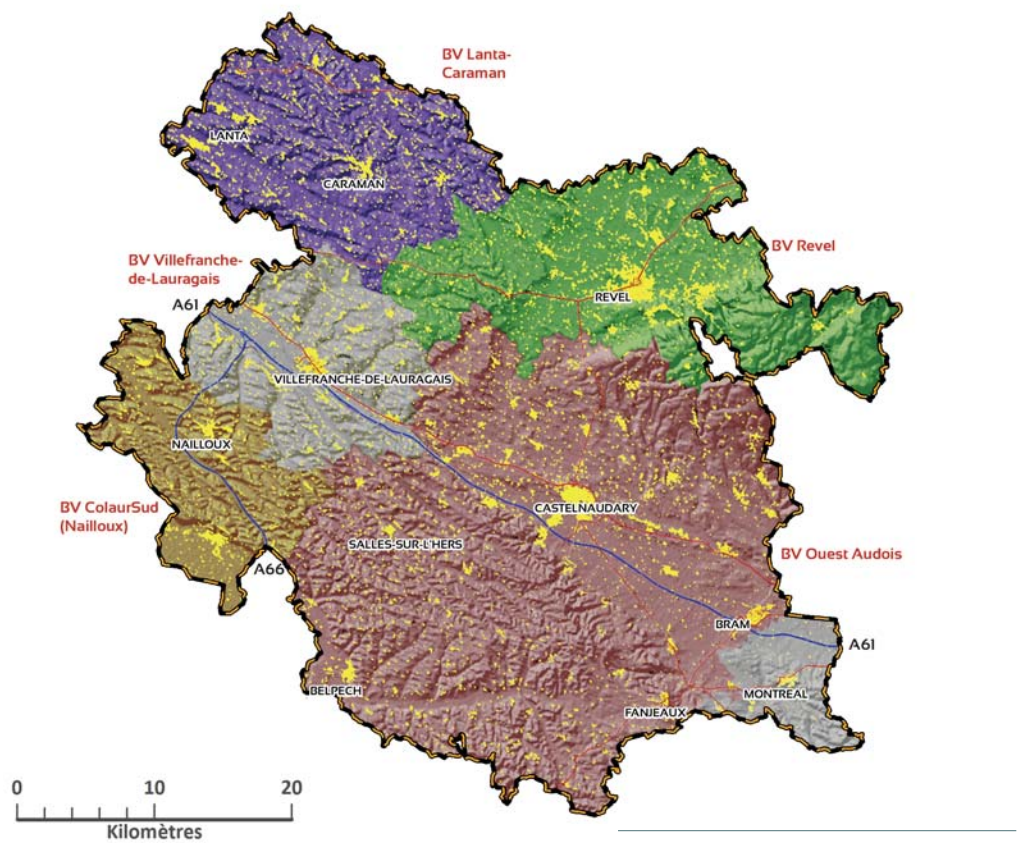 BV Lanta-
Caraman
LANTA
CARAMAN
BV Villefranche-
de-Lauragais
BV Revel
A61
REVEL
VILLEFRANCHE-DE-LAURAGAIS
NAILLOUX
BV ColaurSud
(Nailloux)
CASTELNAUDARY
SALLES-SUR-L'HERS
BV Ouest Audois
A66
BRAM
A61
BELPECH
MONTREAL
FANJEAUX
0 10 20
Kilomètres